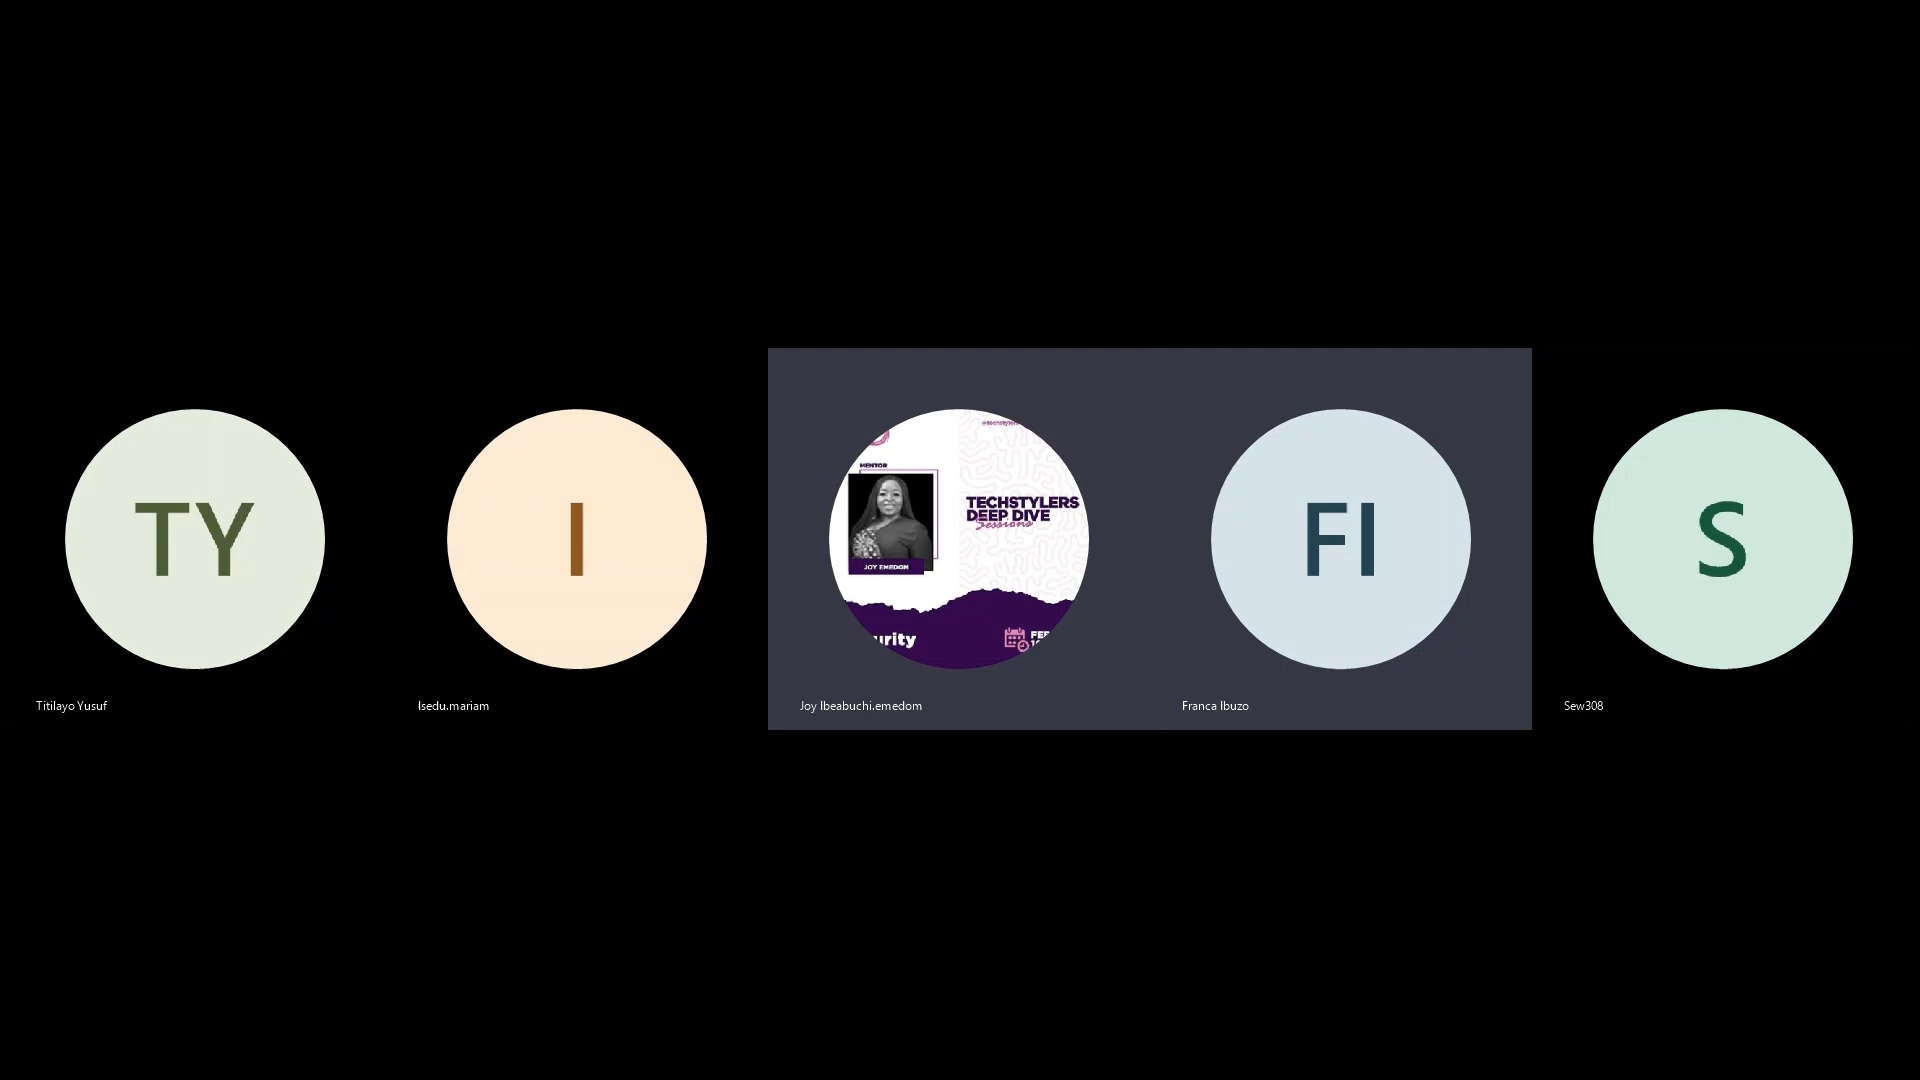 TY
I
@techstylers
MENTOR
TECHSTYLERS
DEEP DIVE
Sessions
JOY EMEDOM
FI
S
Titilayo Yusuf
Isedu.mariam
Joy Ibeabuchi.emedom
Franca Ibuzo
Sew308